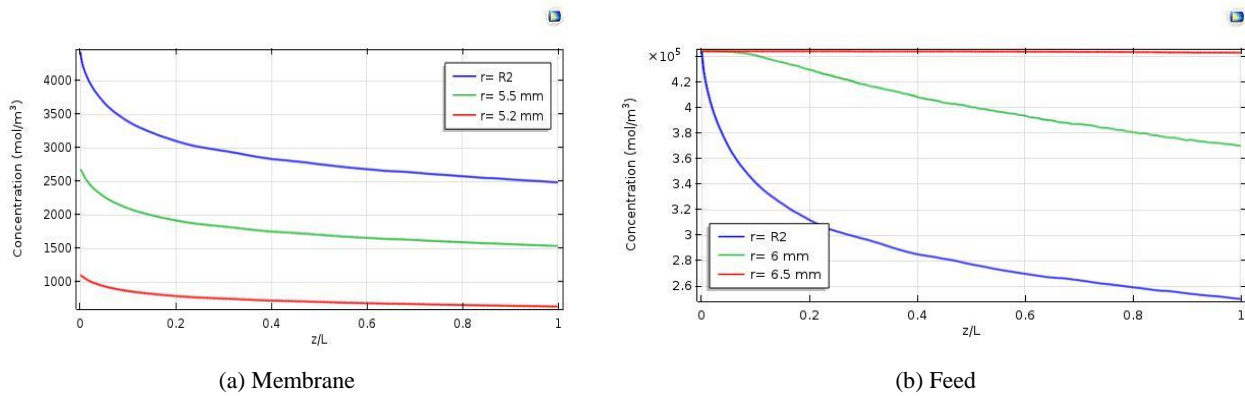 4000
3500
3000
2500
2000
1500
1000
Concentration (mol/m³)
r= R2
r= 5.5 mm
r= 5.2 mm
0 0.2 0.4 0.6 0.8 1
z/L
(a) Membrane
×10⁵
4.2
4
3.8
3.6
3.4
3.2
3
2.8
2.6
Concentration (mol/m³)
r= R2
r= 6 mm
r= 6.5 mm
0 0.2 0.4 0.6 0.8 1
z/L
(b) Feed